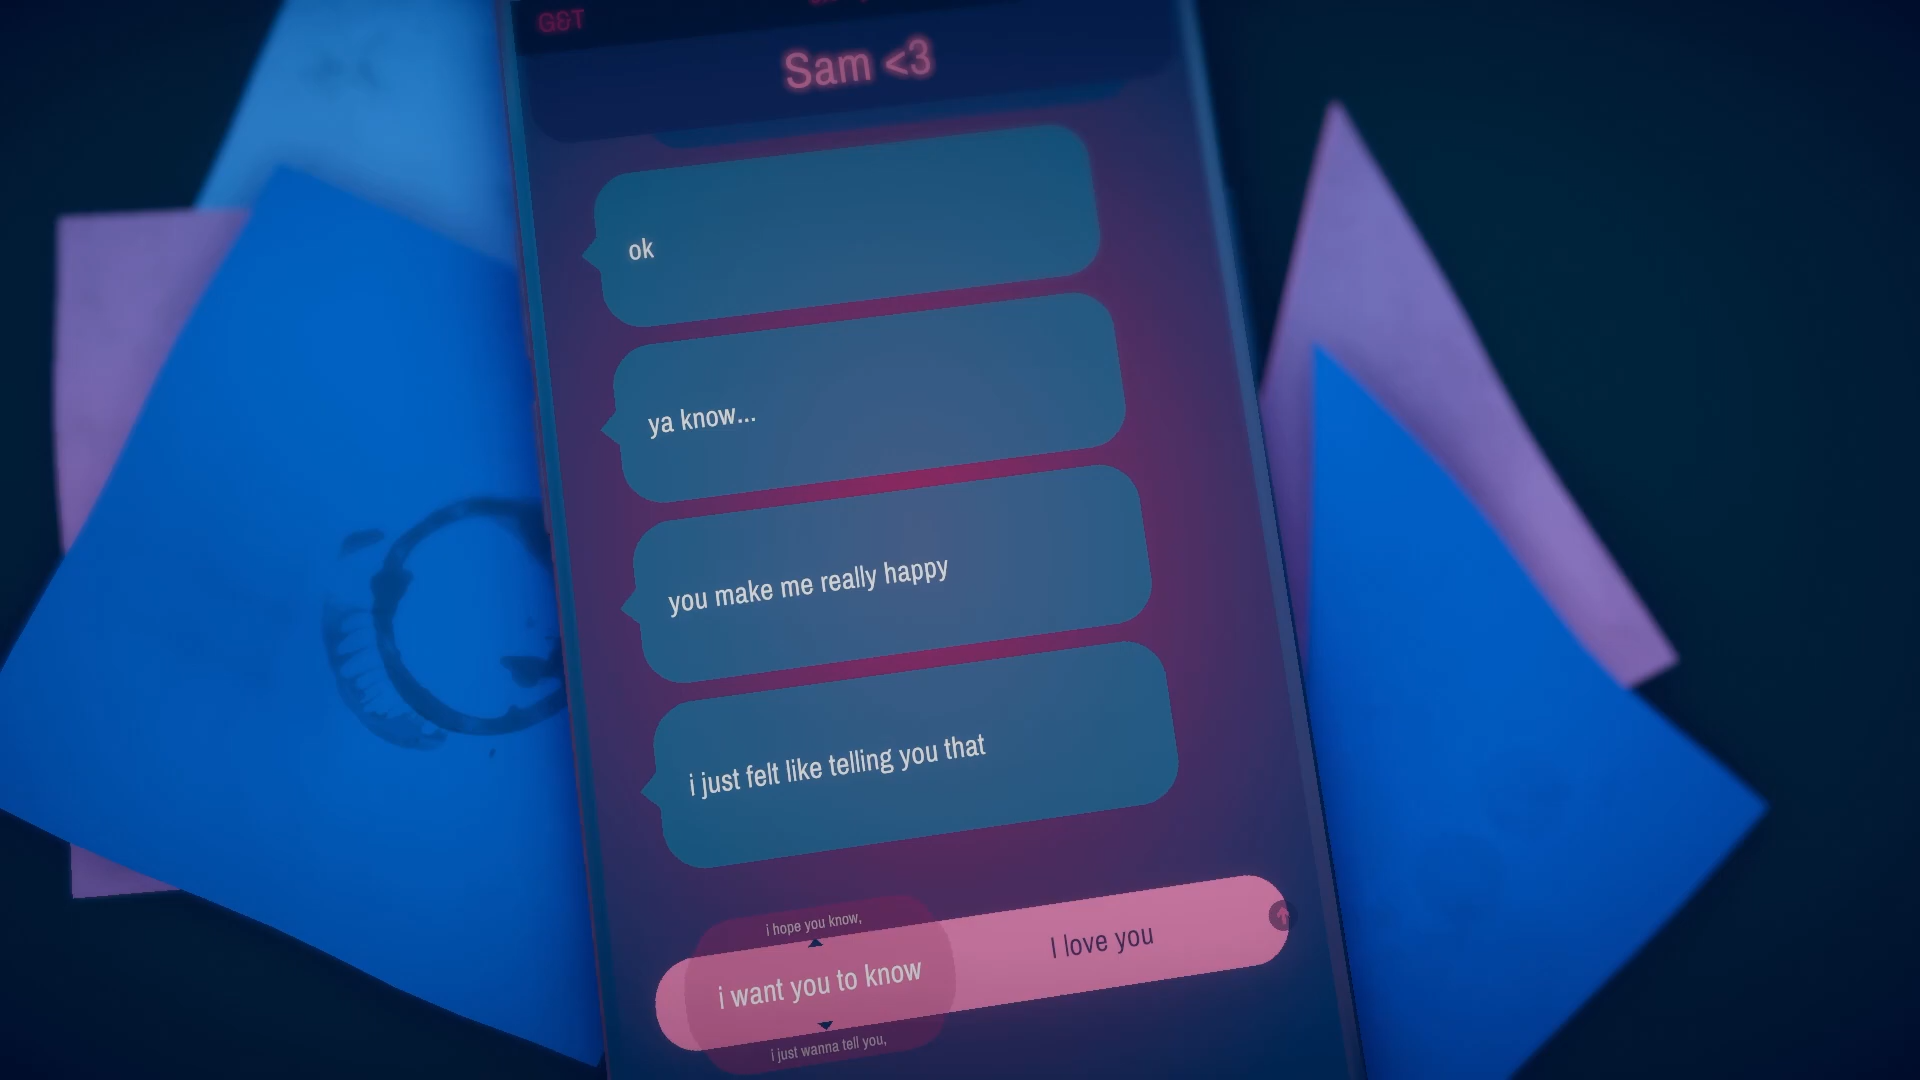 G&T
Sam <3
ok
ya know...
you make me really happy
i just felt like telling you that
i hope you know,
i want you to know
I love you
i just wanna tell you,